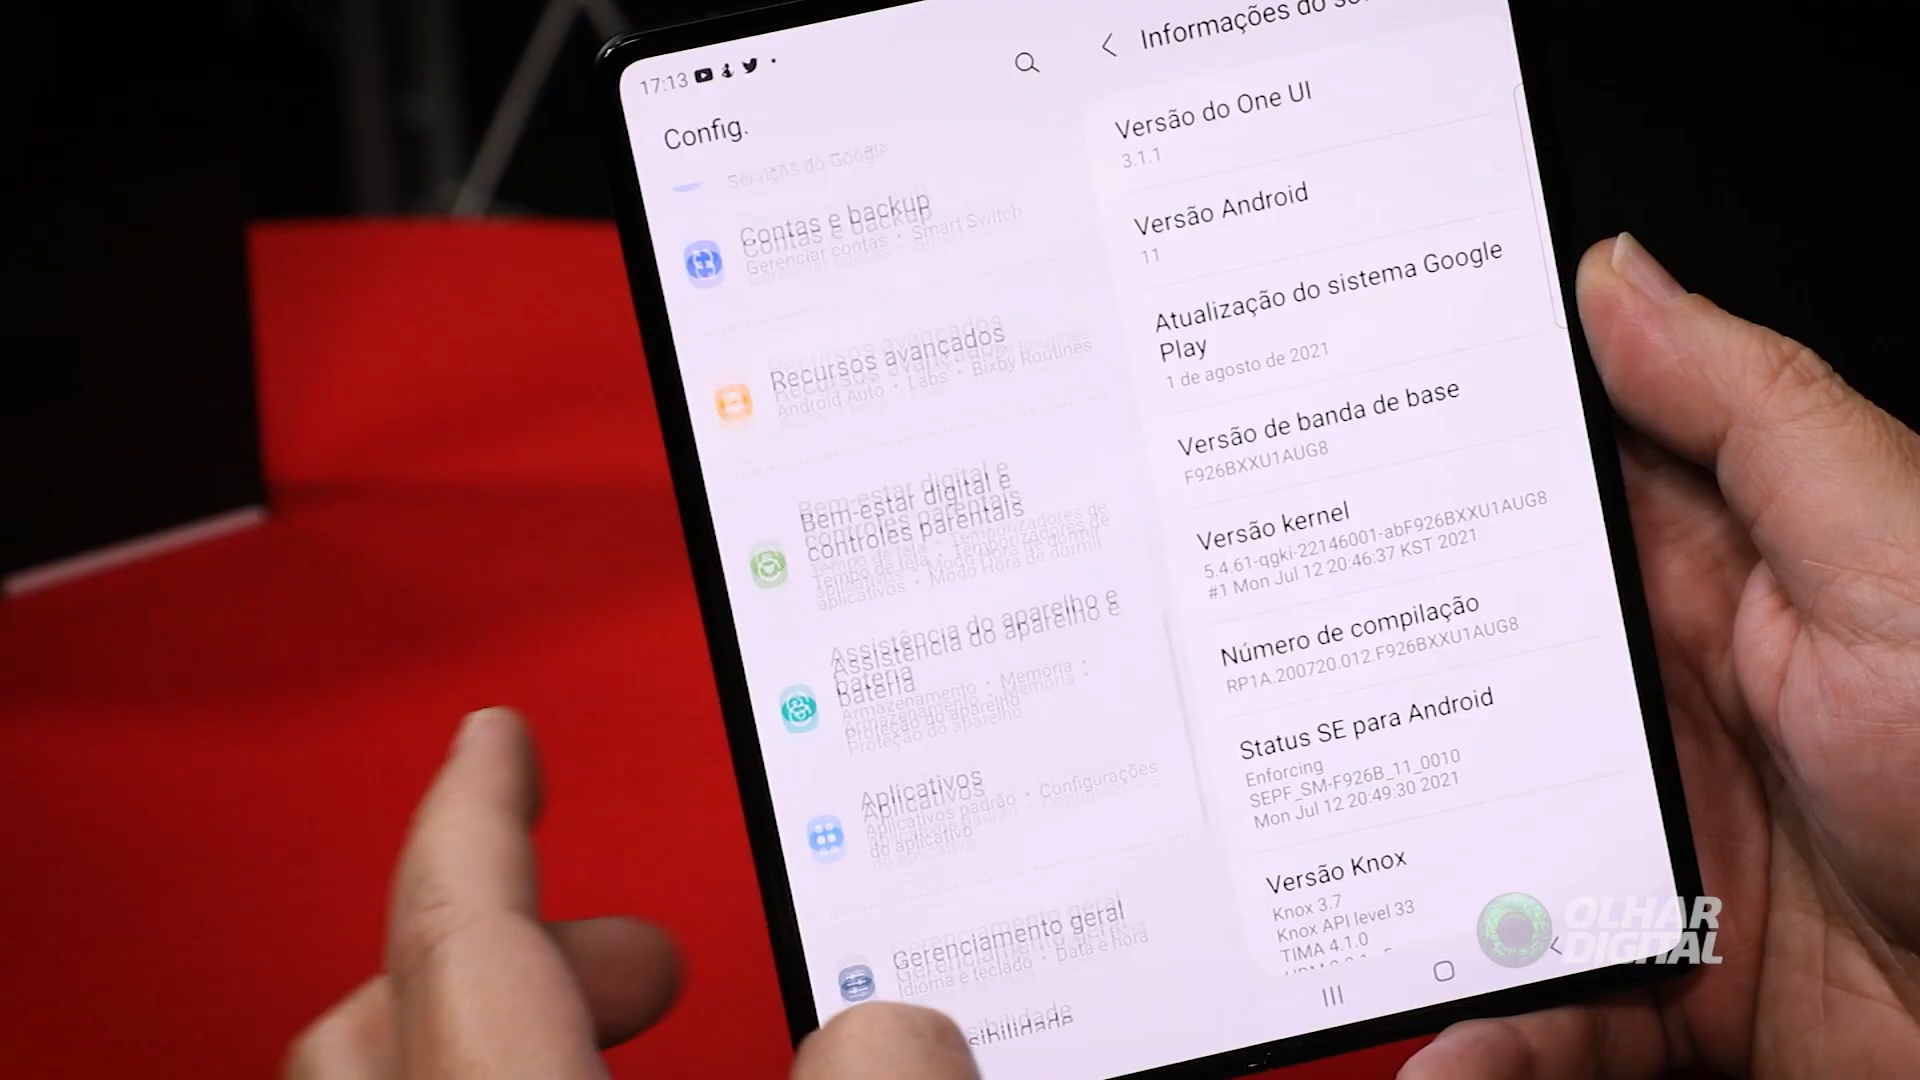 17:13
Config.
Serviços do Google
Contas e backup
Gerenciar contas • Smart Switch
Recursos avançados
Android Auto • Labs • Bixby Routines
Bem-estar digital e
controles parentais
Tempo de tela • Temporizadores de
aplicativos • Modo Hora de dormir
Assistência do aparelho e
bateria
Armazenamento • Memória •
Proteção do aparelho
Aplicativos
Aplicativos padrão • Configurações
do aplicativo
Gerenciamento geral
Idioma e teclado • Data e hora
sibilidade
Informações do
Versão do One UI
3.1.1
Versão Android
11
Atualização do sistema Google
Play
1 de agosto de 2021
Versão de banda de base
F926BXXU1AUG8
Versão kernel
5.4.61-qgki-22146001-abF926BXXU1AUG8
#1 Mon Jul 12 20:46:37 KST 2021
Número de compilação
RP1A.200720.012.F926BXXU1AUG8
Status SE para Android
Enforcing
SEPF_SM-F926B_11_0010
Mon Jul 12 20:49:30 2021
Versão Knox
Knox 3.7
Knox API level 33
TIMA 4.1.0
OLHAR
DIGITAL